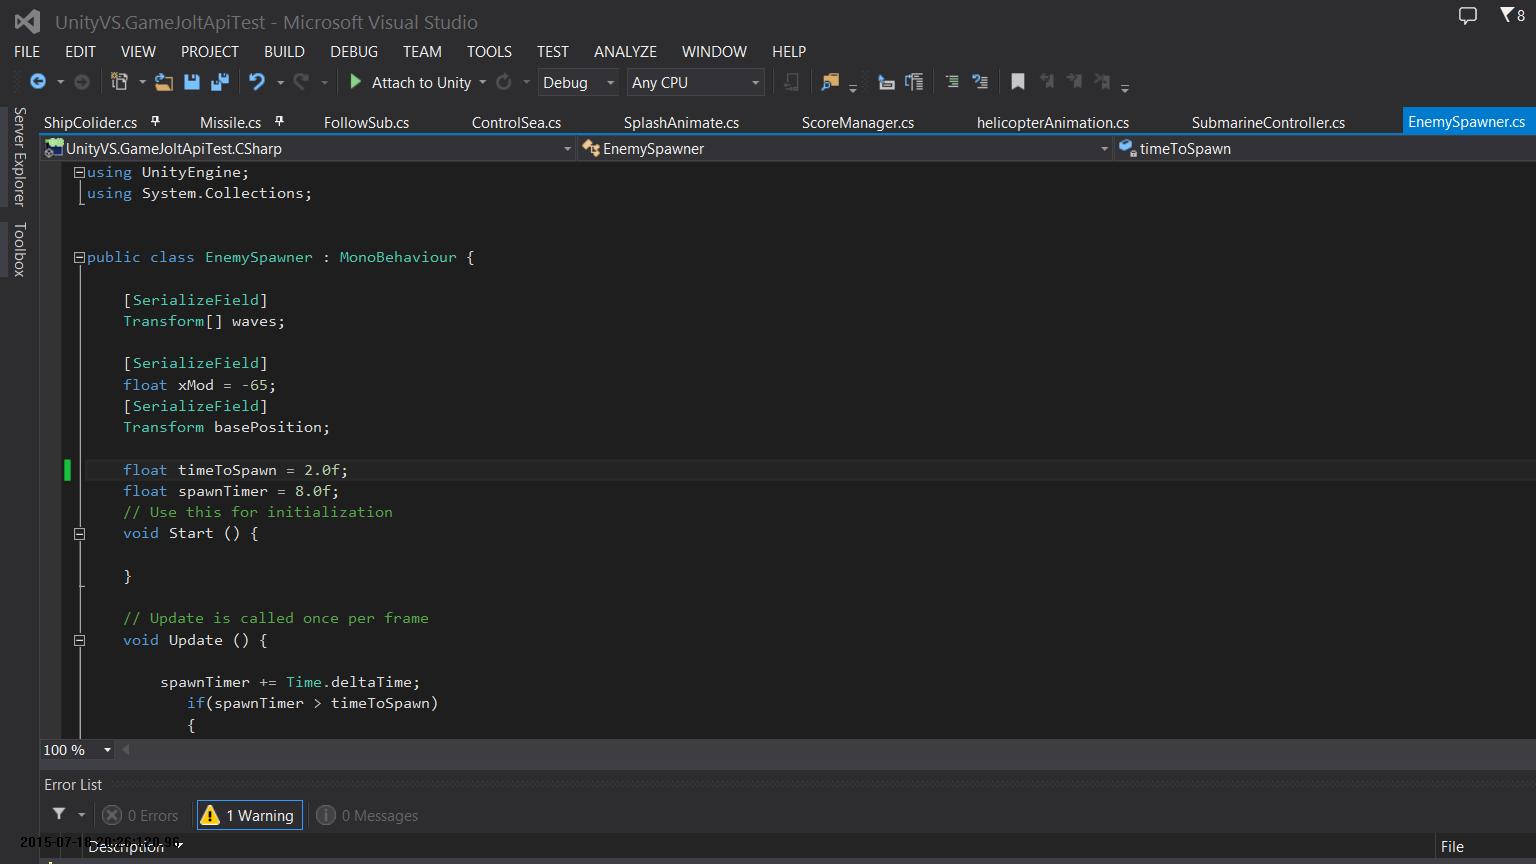 UnityVS.GameJoltApiTest - Microsoft Visual Studio
8
FILE EDIT VIEW PROJECT BUILD DEBUG TEAM TOOLS TEST ANALYZE WINDOW HELP
Attach to Unity Debug Any CPU
Server Explorer
Toolbox
ShipColider.cs Missile.cs FollowSub.cs ControlSea.cs SplashAnimate.cs ScoreManager.cs helicopterAnimation.cs SubmarineController.cs EnemySpawner.cs
UnityVS.GameJoltApiTest.CSharp EnemySpawner timeToSpawn
using UnityEngine;
using System.Collections;
public class EnemySpawner : MonoBehaviour {
[SerializeField]
Transform[] waves;
[SerializeField]
float xMod = -65;
[SerializeField]
Transform basePosition;
float timeToSpawn = 2.0f;
float spawnTimer = 8.0f;
// Use this for initialization
void Start () {
}
// Update is called once per frame
void Update () {
spawnTimer += Time.deltaTime;
if(spawnTimer > timeToSpawn)
{
100 %
Error List
0 Errors 1 Warning 0 Messages
Description File